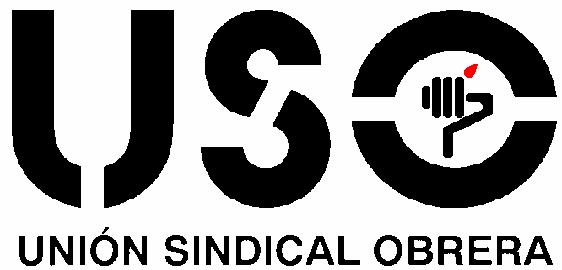 USO
UNIÓN SINDICAL OBRERA